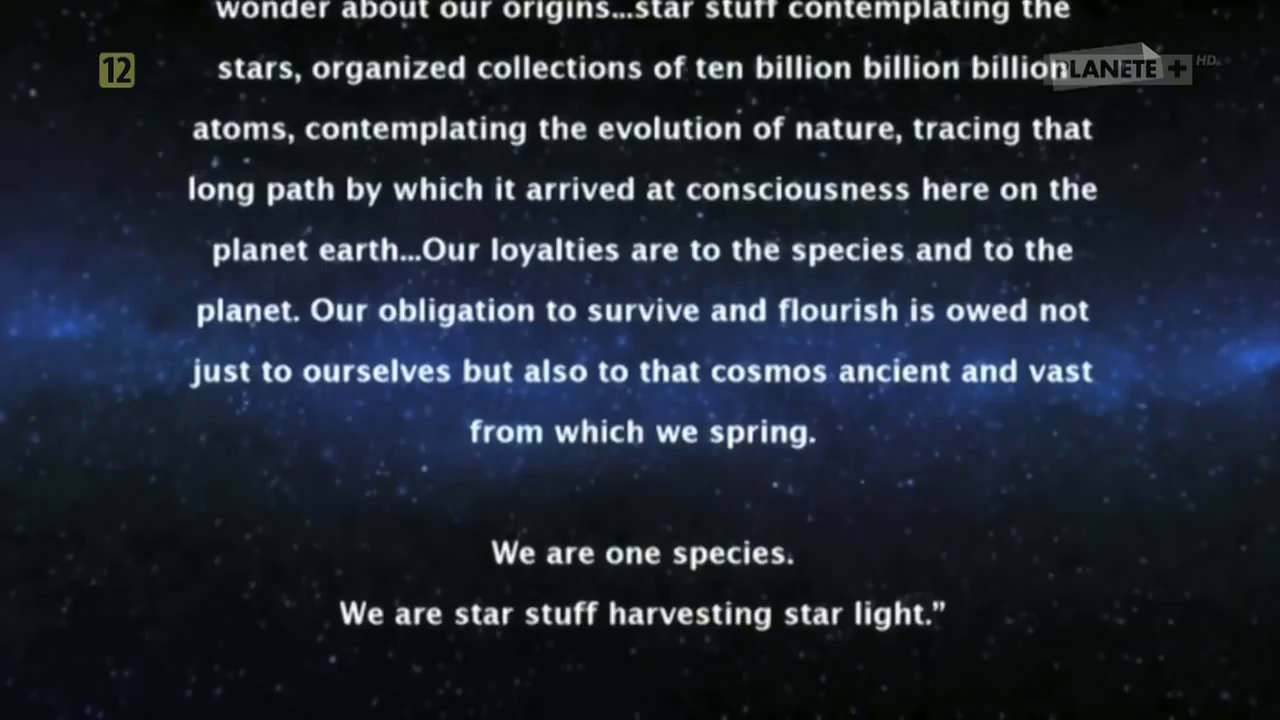 wonder about our origins...star stuff contemplating the
stars, organized collections of ten billion billion billion
atoms, contemplating the evolution of nature, tracing that
long path by which it arrived at consciousness here on the
planet earth...Our loyalties are to the species and to the
planet. Our obligation to survive and flourish is owed not
just to ourselves but also to that cosmos ancient and vast
from which we spring.
We are one species.
We are star stuff harvesting star light.”
12
PLANETE+ HD